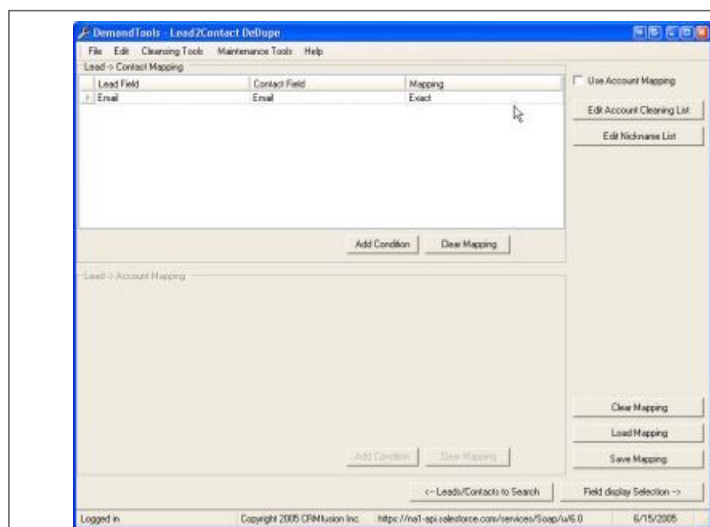 DemandTools - Lead2Contact DeDupe
File Edit Cleansing Tools Maintenance Tools Help
Lead -> Contact Mapping
Lead Field Contact Field Mapping
Email Email Exact
Use Account Mapping
Edit Account Cleaning List
Edit Nickname List
Add Condition Clear Mapping
Lead -> Account Mapping
Add Condition Clear Mapping
Clear Mapping
Load Mapping
Save Mapping
<-- Leads/Contacts to Search Field display Selection -->
Logged in Copyright 2005 CRMfusion Inc. https://na1-api.salesforce.com/services/Soap/u/6.0 6/15/2005